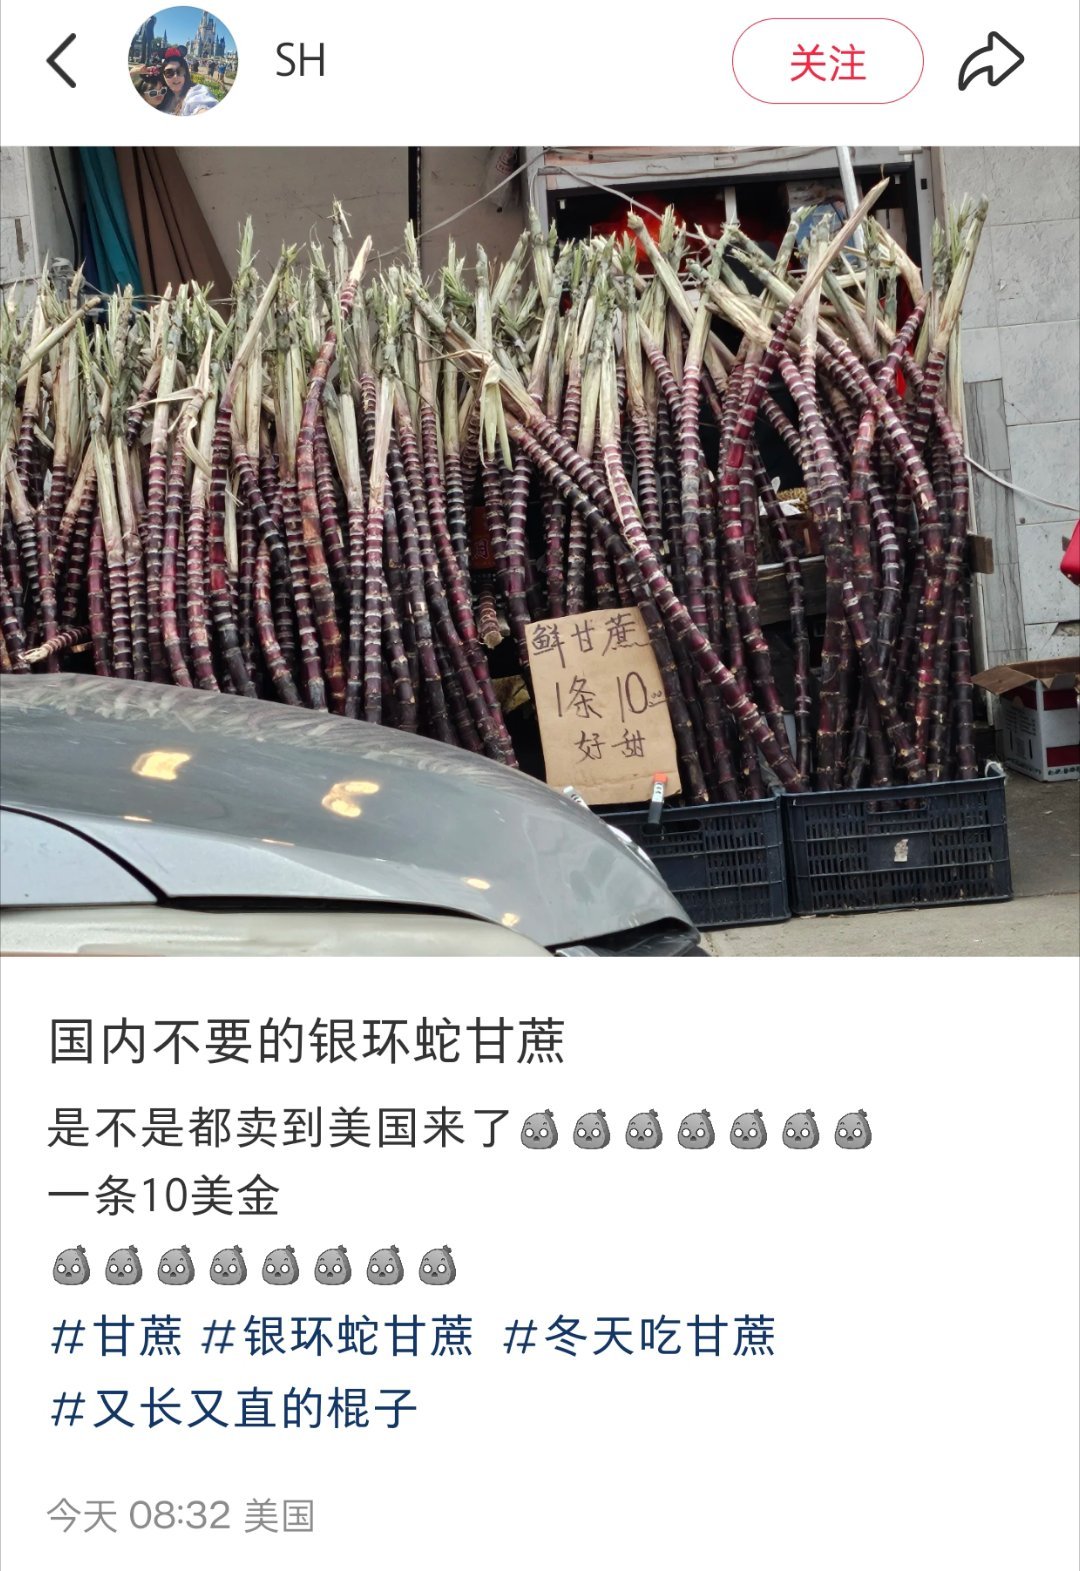 SH
关注
鲜甘蔗
1条 10.00
好甜
国内不要的银环蛇甘蔗
是不是都卖到美国来了
一条10美金
#甘蔗 #银环蛇甘蔗 #冬天吃甘蔗
#又长又直的棍子
今天 08:32 美国